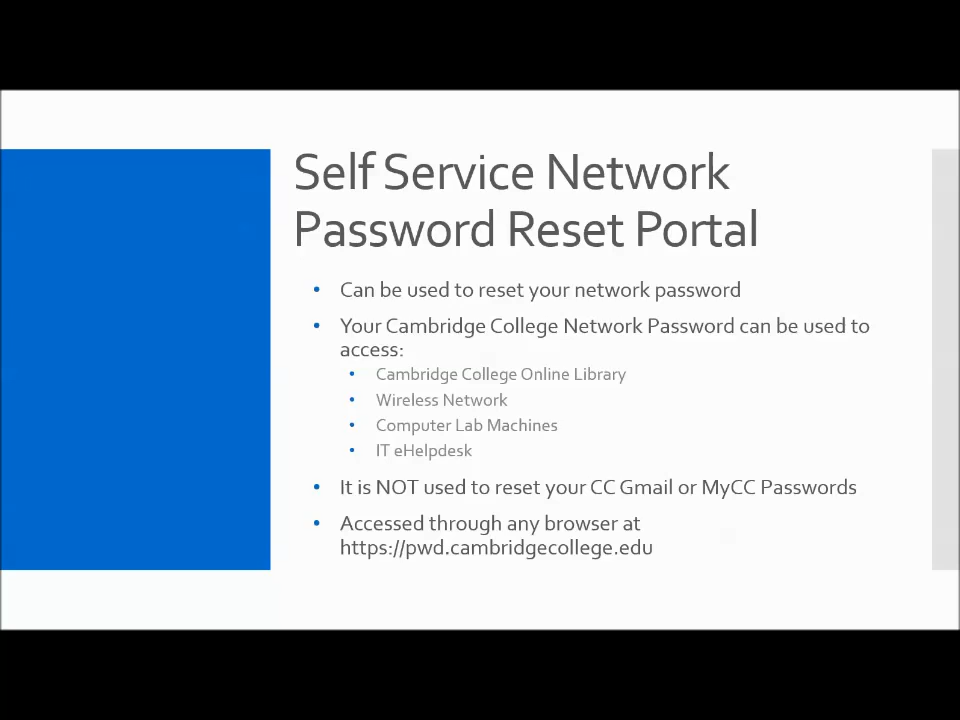 Self Service Network
Password Reset Portal
• Can be used to reset your network password
• Your Cambridge College Network Password can be used to
access:
• Cambridge College Online Library
• Wireless Network
• Computer Lab Machines
• IT eHelpdesk
• It is NOT used to reset your CC Gmail or MyCC Passwords
• Accessed through any browser at
https://pwd.cambridgecollege.edu